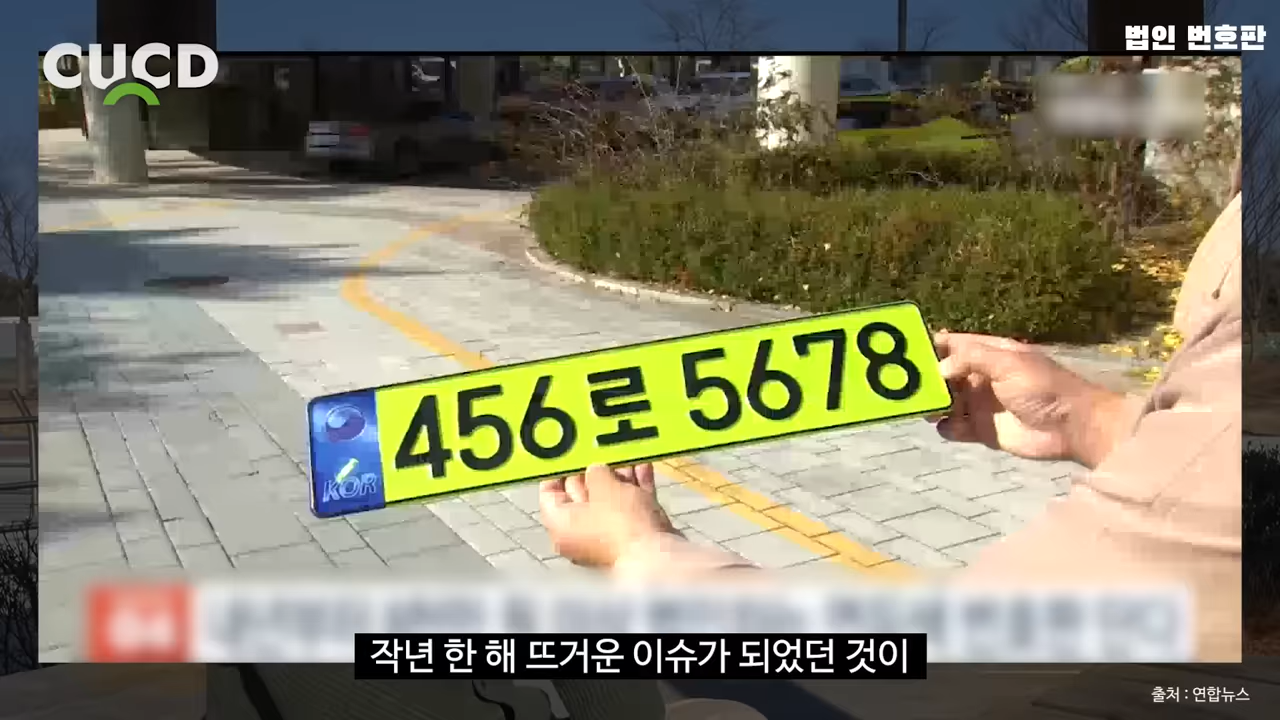 CUCD
법인 번호판
KOR
456로 5678
작년 한 해 뜨거운 이슈가 되었던 것이
출처 : 연합뉴스